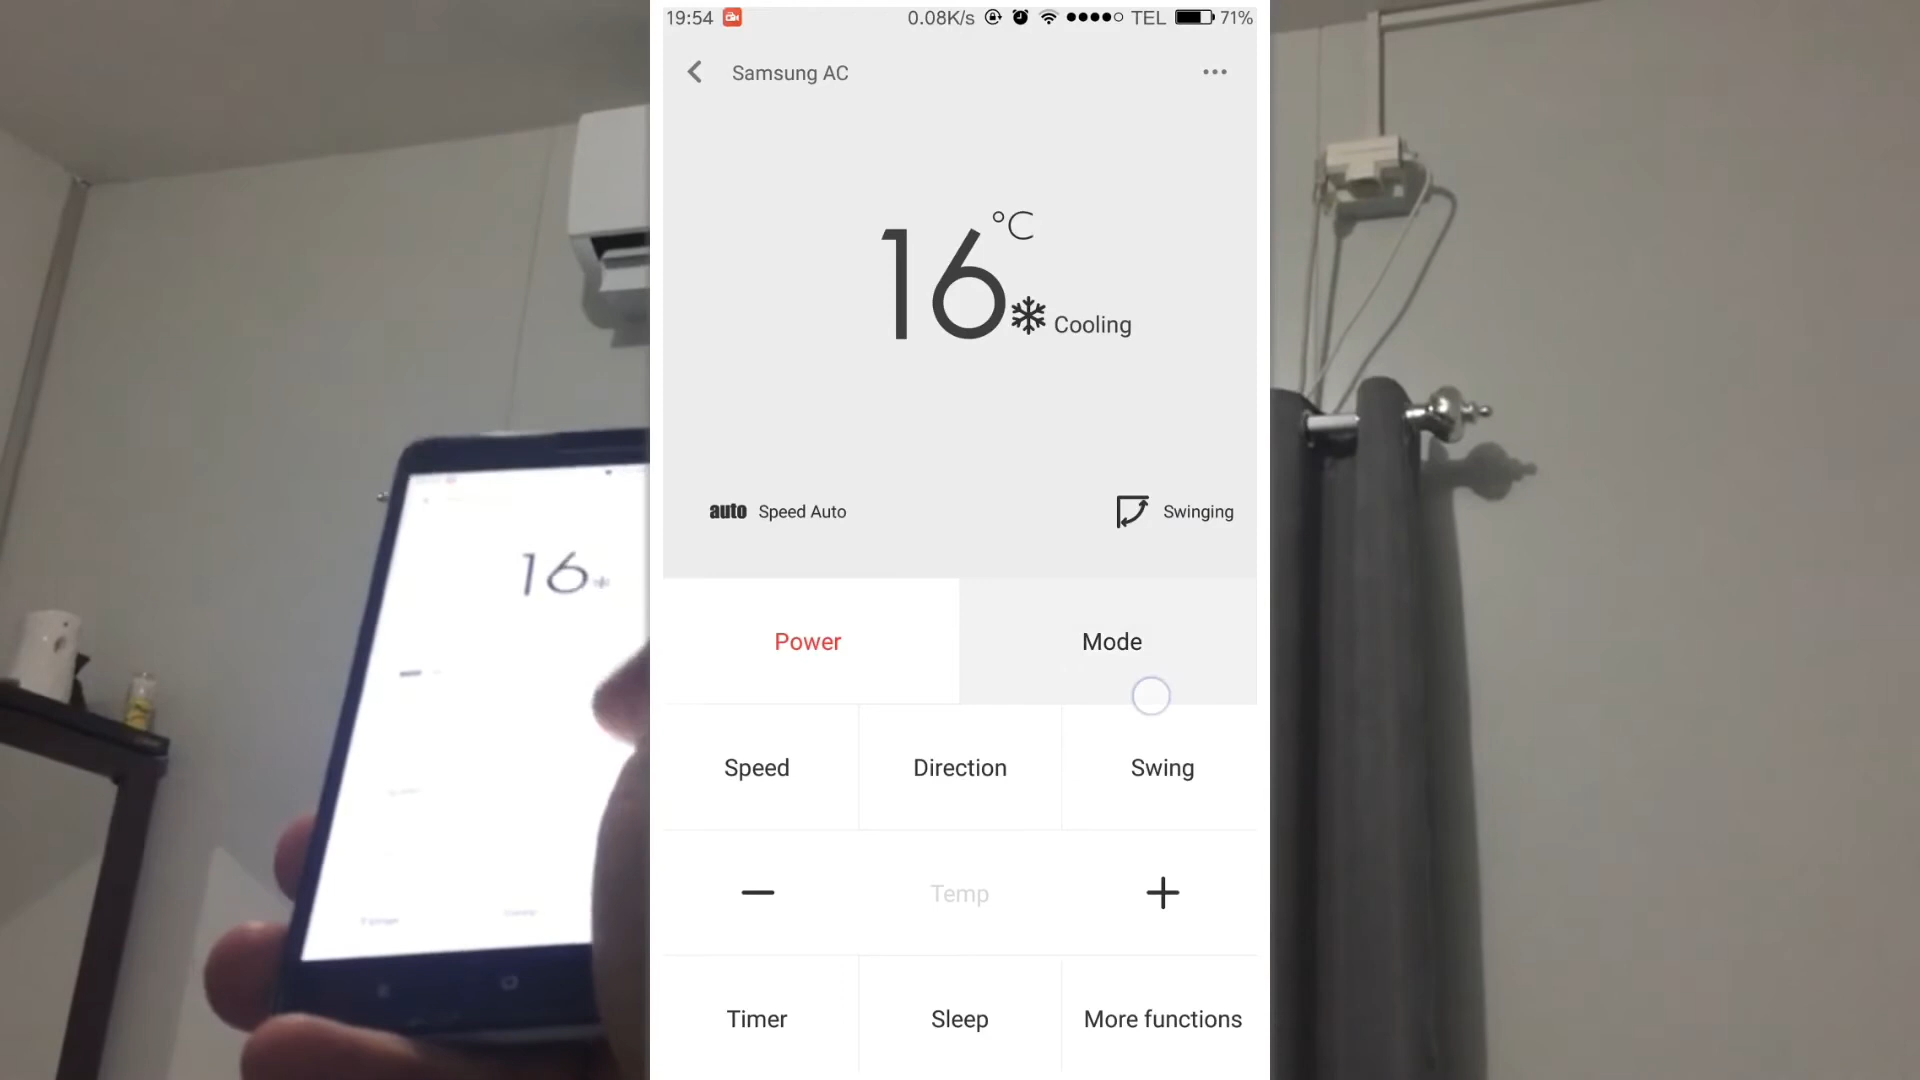 19:54 0.08K/s TEL 71%
Samsung AC
16 °C Cooling
auto Speed Auto Swinging
Power Mode
Speed Direction Swing
Temp
Timer Sleep More functions
16